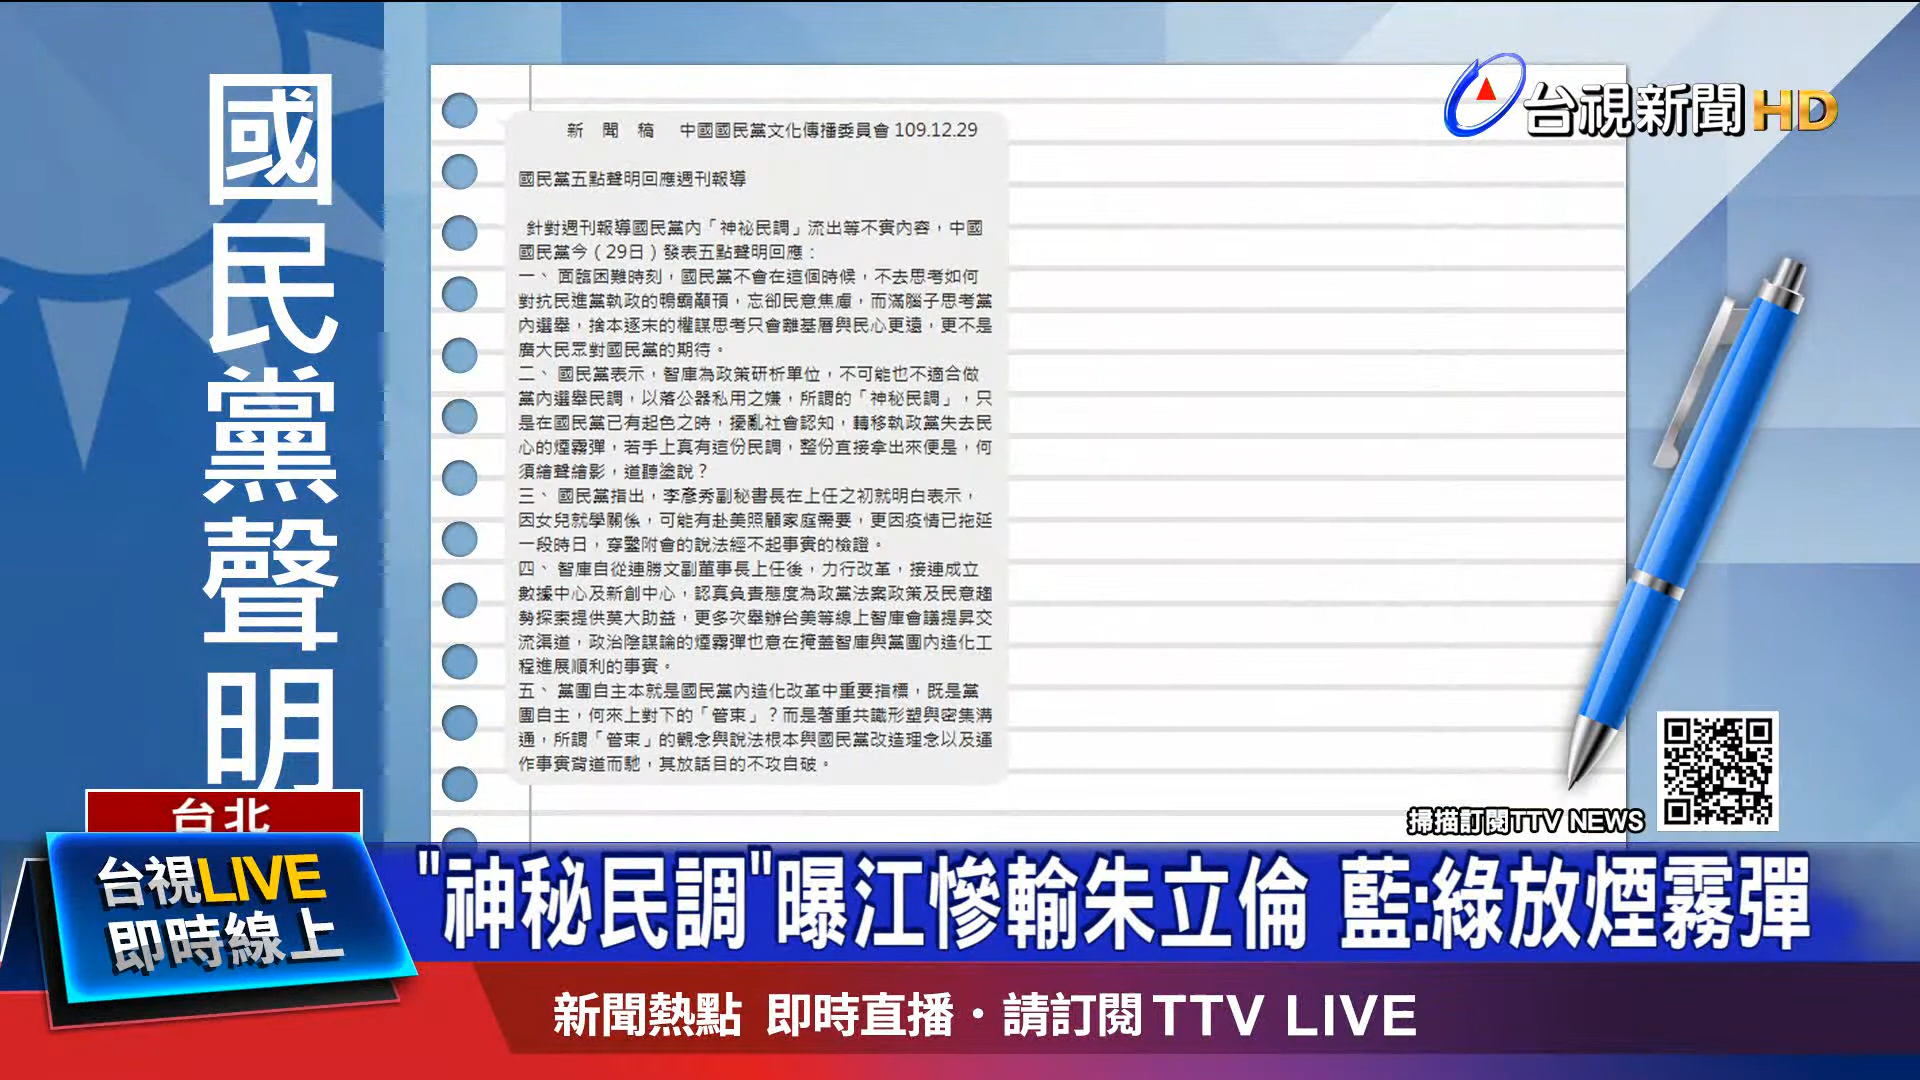 國民黨聲明
台視新聞HD
新 聞 稿 中國國民黨文化傳播委員會 109.12.29
國民黨五點聲明回應週刊報導
針對週刊報導國民黨內「神祕民調」流出等不實內容，中國
國民黨今（29日）發表五點聲明回應：
一、 面臨困難時刻，國民黨不會在這個時候，不去思考如何
對抗民進黨執政的鴨霸顢頇，忘卻民意焦慮，而滿腦子思考黨
內選舉，捨本逐末的權謀思考只會離基層與民心更遠，更不是
廣大民眾對國民黨的期待。
二、 國民黨表示，智庫為政策研析單位，不可能也不適合做
黨內選舉民調，以落公器私用之嫌，所謂的「神秘民調」，只
是在國民黨已有起色之時，擾亂社會認知，轉移執政黨失去民
心的煙霧彈，若手上真有這份民調，整份直接拿出來便是，何
須繪聲繪影，道聽塗說？
三、 國民黨指出，李彥秀副秘書長在上任之初就明白表示，
因女兒就學關係，可能有赴美照顧家庭需要，更因疫情已拖延
一段時日，穿鑿附會的說法經不起事實的檢證。
四、 智庫自從連勝文副董事長上任後，力行改革，接連成立
數據中心及新創中心，認真負責態度為政黨法案政策及民意趨
勢探索提供莫大助益，更多次舉辦台美等線上智庫會議提昇交
流渠道，政治陰謀論的煙霧彈也意在掩蓋智庫與黨團內造化工
程進展順利的事實。
五、 黨團自主本就是國民黨內造化改革中重要指標，既是黨
團自主，何來上對下的「管束」？而是著重共識形塑與密集溝
通，所謂「管束」的觀念與說法根本與國民黨改造理念以及運
作事實背道而馳，其放話目的不攻自破。
掃描訂閱TTV NEWS
台北
台視LIVE
即時線上
"神秘民調"曝江慘輸朱立倫 藍:綠放煙霧彈
新聞熱點 即時直播・請訂閱TTV LIVE